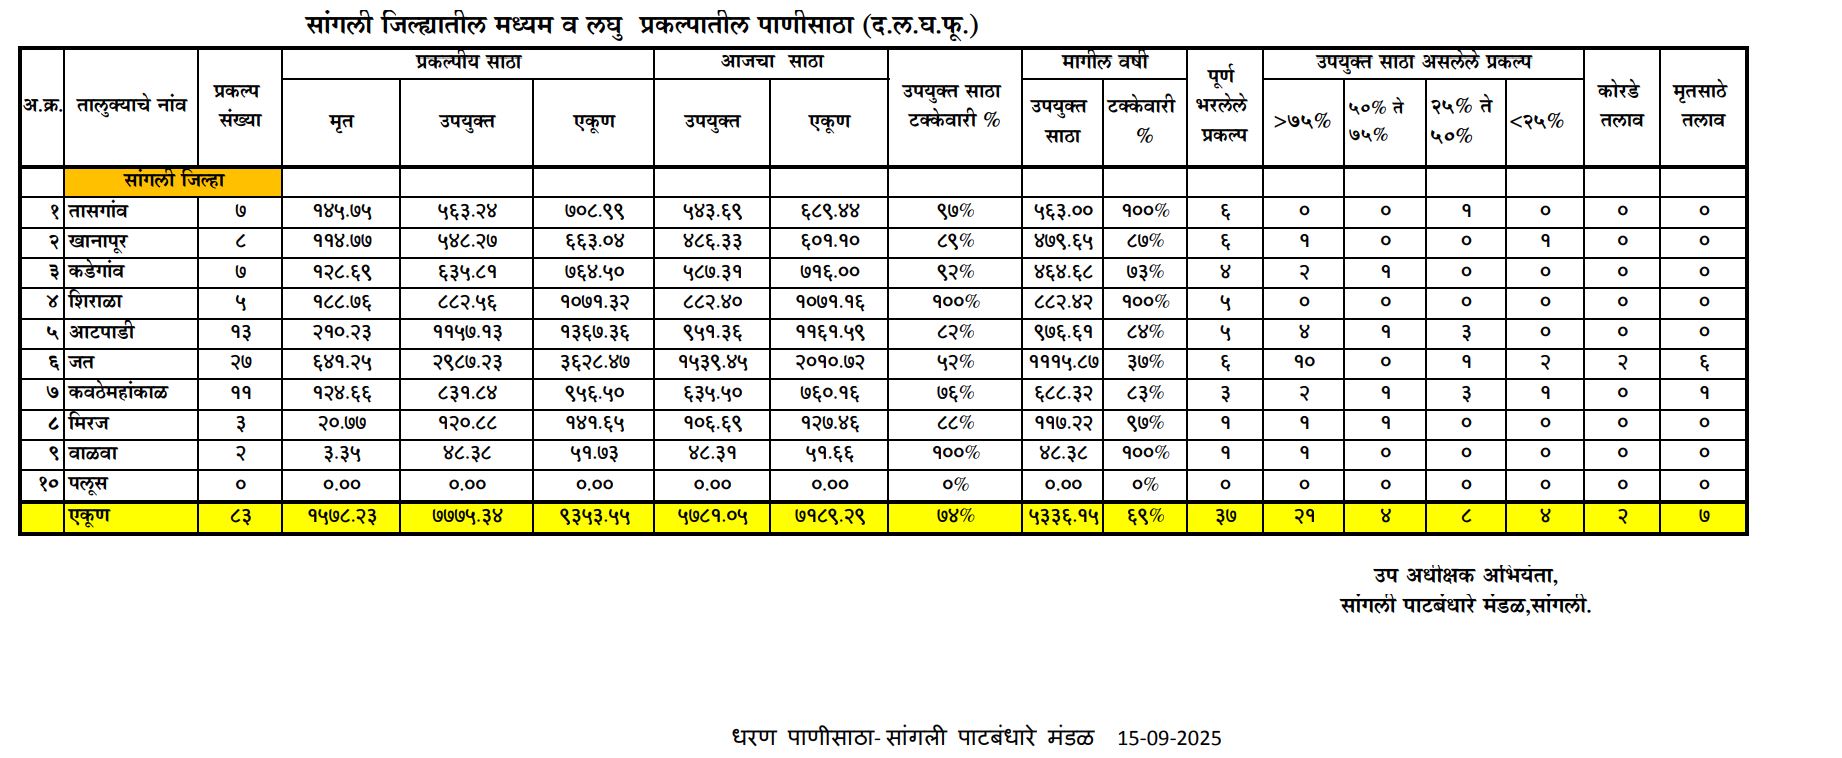 सांगली जिल्ह्यातील मध्यम व लघु प्रकल्पातील पाणीसाठा (द.ल.घ.फू.)
अ.क्र. तालुक्याचे नांव प्रकल्प संख्या प्रकल्पीय साठा आजचा साठा उपयुक्त साठा टक्केवारी % मागील वर्षी पूर्ण भरलेले प्रकल्प उपयुक्त साठा असलेले प्रकल्प कोरडे तलाव मृतसाठे तलाव
मृत उपयुक्त एकूण उपयुक्त एकूण उपयुक्त साठा टक्केवारी % >७५% ५०% ते ७५% २५% ते ५०% <२५%
सांगली जिल्हा
१ तासगांव ७ १४५.७५ ५६३.२४ ७०८.९९ ५४३.६९ ६८९.४४ ९७% ५६३.०० १००% ६ ० ० १ ० ० ०
२ खानापूर ८ ११४.७७ ५४८.२७ ६६३.०४ ४८६.३३ ६०१.१० ८९% ४७९.६५ ८७% ६ १ ० ० १ ० ०
३ कडेगांव ७ १२८.६९ ६३५.८१ ७६४.५० ५८७.३१ ७१६.०० ९२% ४६४.६८ ७३% ४ २ १ ० ० ० ०
४ शिराळा ५ १८८.७६ ८८२.५६ १०७१.३२ ८८२.४० १०७१.१६ १००% ८८२.४२ १००% ५ ० ० ० ० ० ०
५ आटपाडी १३ २१०.२३ ११५७.१३ १३६७.३६ ९५१.३६ ११६१.५९ ८२% ९७६.६१ ८४% ५ ४ १ ३ ० ० ०
६ जत २७ ६४१.२५ २९८७.२३ ३६२८.४७ १५३९.४५ २०१०.७२ ५२% १११५.८७ ३७% ६ १० ० १ २ २ ६
७ कवठेमहांकाळ ११ १२४.६६ ८३१.८४ ९५६.५० ६३५.५० ७६०.१६ ७६% ६८८.३२ ८३% ३ २ १ ३ १ ० १
८ मिरज ३ २०.७७ १२०.८८ १४१.६५ १०६.६९ १२७.४६ ८८% ११७.२२ ९७% १ १ १ ० ० ० ०
९ वाळवा २ ३.३५ ४८.३८ ५१.७३ ४८.३१ ५१.६६ १००% ४८.३८ १००% १ १ ० ० ० ० ०
१० पलूस ० ०.०० ०.०० ०.०० ०.०० ०.०० ०% ०.०० ०% ० ० ० ० ० ० ०
एकूण ८३ १५७८.२३ ७७७५.३४ ९३५३.५५ ५७८१.०५ ७१८९.२९ ७४% ५३३६.१५ ६९% ३७ २१ ४ ८ ४ २ ७
उप अधीक्षक अभियंता,
सांगली पाटबंधारे मंडळ,सांगली.
धरण पाणीसाठा- सांगली पाटबंधारे मंडळ 15-09-2025